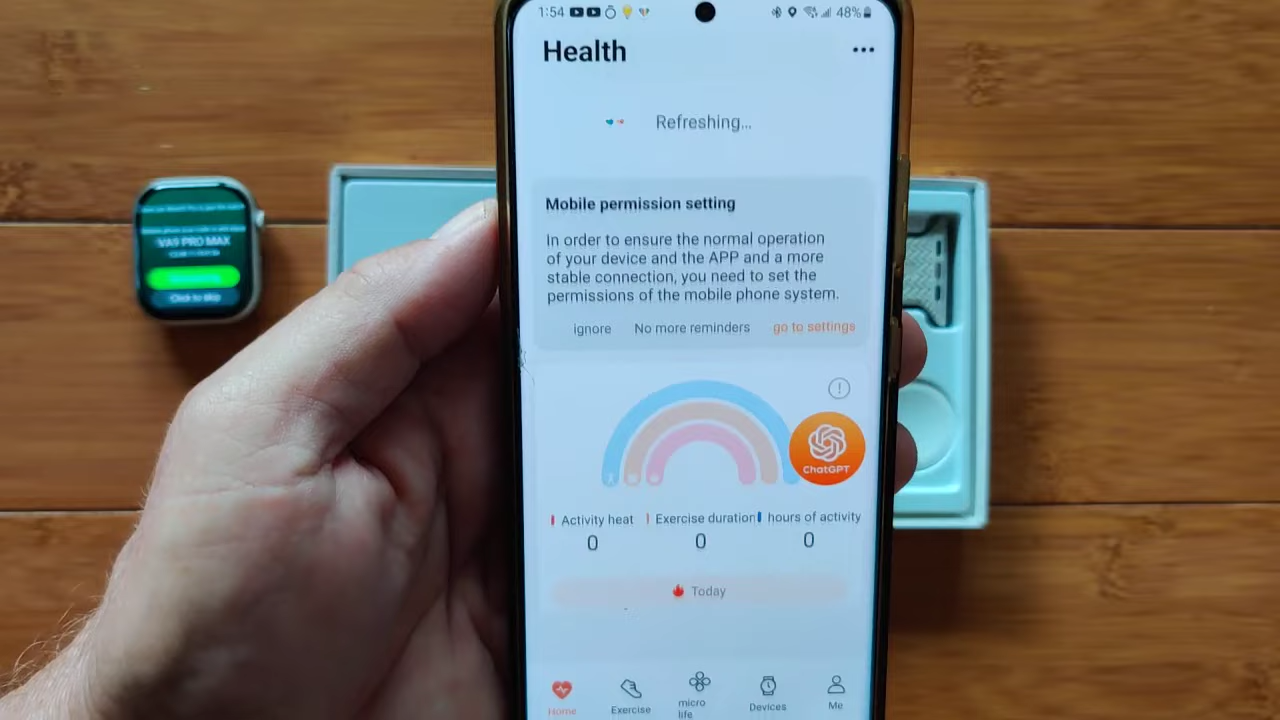 1:54
48%
Health
Refreshing...
Mobile permission setting
In order to ensure the normal operation
of your device and the APP and a more
stable connection, you need to set the
permissions of the mobile phone system.
ignore No more reminders go to settings
ChatGPT
Activity heat Exercise duration hours of activity
0 0 0
Today
Home Exercise micro life Devices Me
VA9 PRO MAX
Click to skip